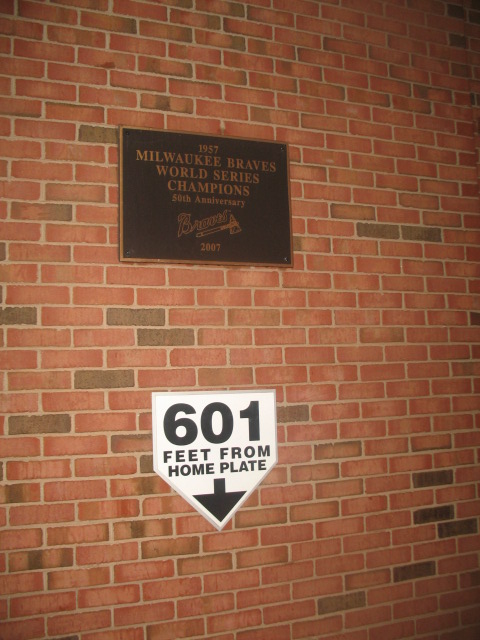 1957
MILWAUKEE BRAVES
WORLD SERIES
CHAMPIONS
50th Anniversary
Braves
2007
601
FEET FROM
HOME PLATE